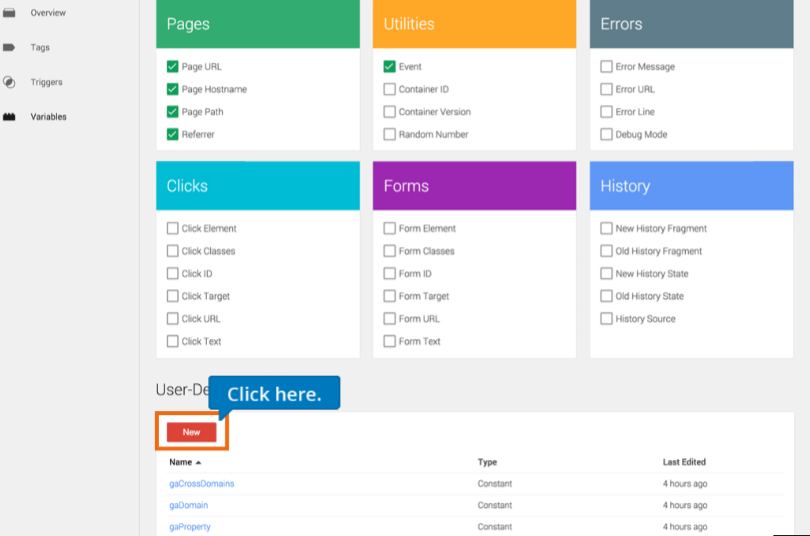 Overview
Tags
Triggers
Variables
Pages
Page URL
Page Hostname
Page Path
Referrer
Utilities
Event
Container ID
Container Version
Random Number
Errors
Error Message
Error URL
Error Line
Debug Mode
Clicks
Click Element
Click Classes
Click ID
Click Target
Click URL
Click Text
Forms
Form Element
Form Classes
Form ID
Form Target
Form URL
Form Text
History
New History Fragment
Old History Fragment
New History State
Old History State
History Source
User-De
Click here.
New
Name Type Last Edited
gaCrossDomains Constant 4 hours ago
gaDomain Constant 4 hours ago
gaProperty Constant 4 hours ago